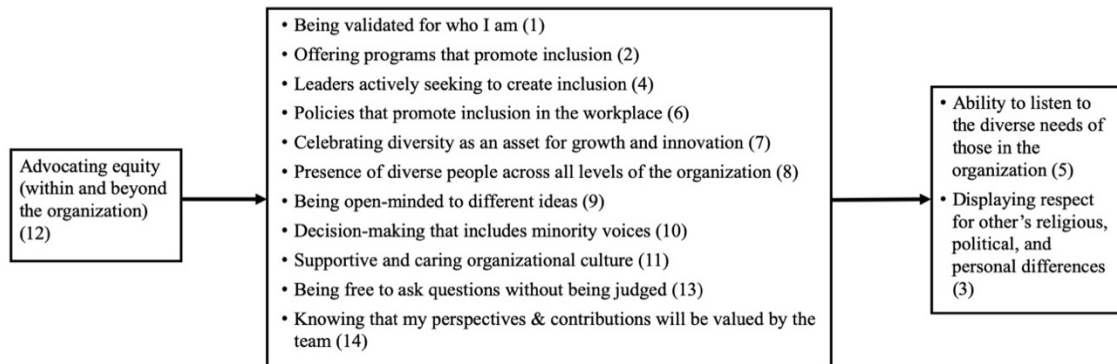 Advocating equity
(within and beyond
the organization)
(12)
• Being validated for who I am (1)
• Offering programs that promote inclusion (2)
• Leaders actively seeking to create inclusion (4)
• Policies that promote inclusion in the workplace (6)
• Celebrating diversity as an asset for growth and innovation (7)
• Presence of diverse people across all levels of the organization (8)
• Being open-minded to different ideas (9)
• Decision-making that includes minority voices (10)
• Supportive and caring organizational culture (11)
• Being free to ask questions without being judged (13)
• Knowing that my perspectives & contributions will be valued by the
team (14)
• Ability to listen to
the diverse needs of
those in the
organization (5)
• Displaying respect
for other’s religious,
political, and
personal differences
(3)